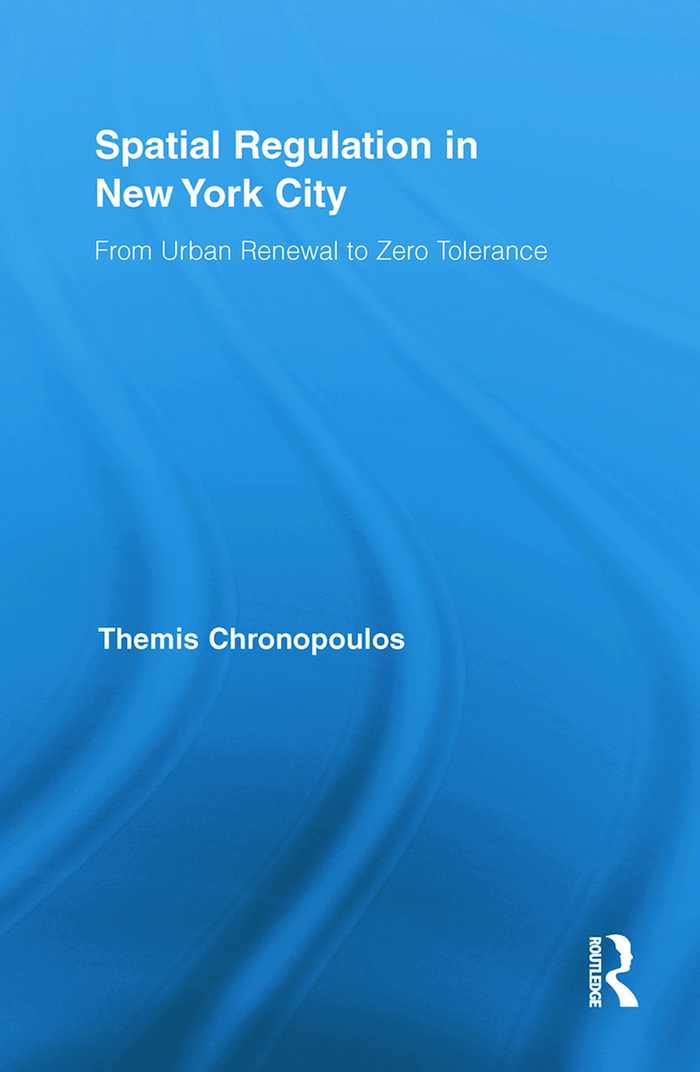 Spatial Regulation in
New York City
From Urban Renewal to Zero Tolerance
Themis Chronopoulos
ROUTLEDGE